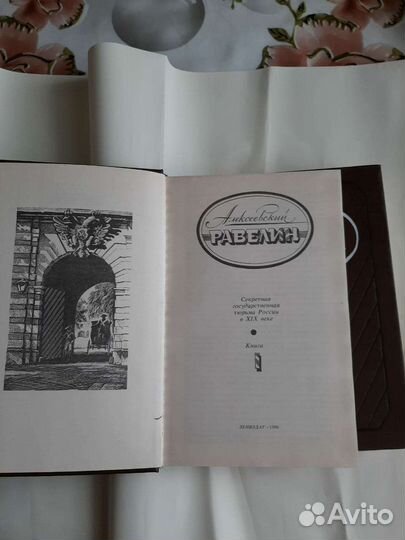 Алексеевский
РАВЕЛИН
Секретная
государственная
тюрьма России
в XIX веке
Книга
1
ЛЕНИЗДАТ · 1990
Avito